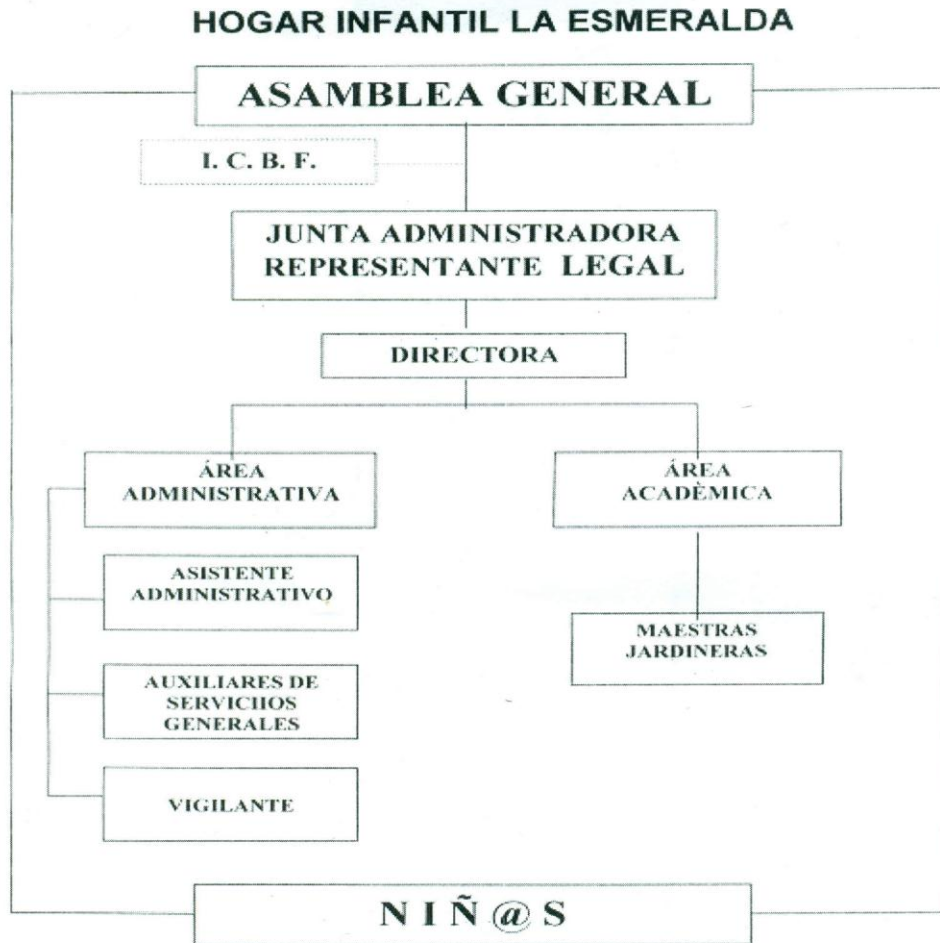 HOGAR INFANTIL LA ESMERALDA
ASAMBLEA GENERAL
I. C. B. F.
JUNTA ADMINISTRADORA
REPRESENTANTE LEGAL
DIRECTORA
ÁREA
ADMINISTRATIVA
ÁREA
ACADÈMICA
ASISTENTE
ADMINISTRATIVO
MAESTRAS
JARDINERAS
AUXILIARES DE
SERVICIIOS
GENERALES
VIGILANTE
N I Ñ @ S